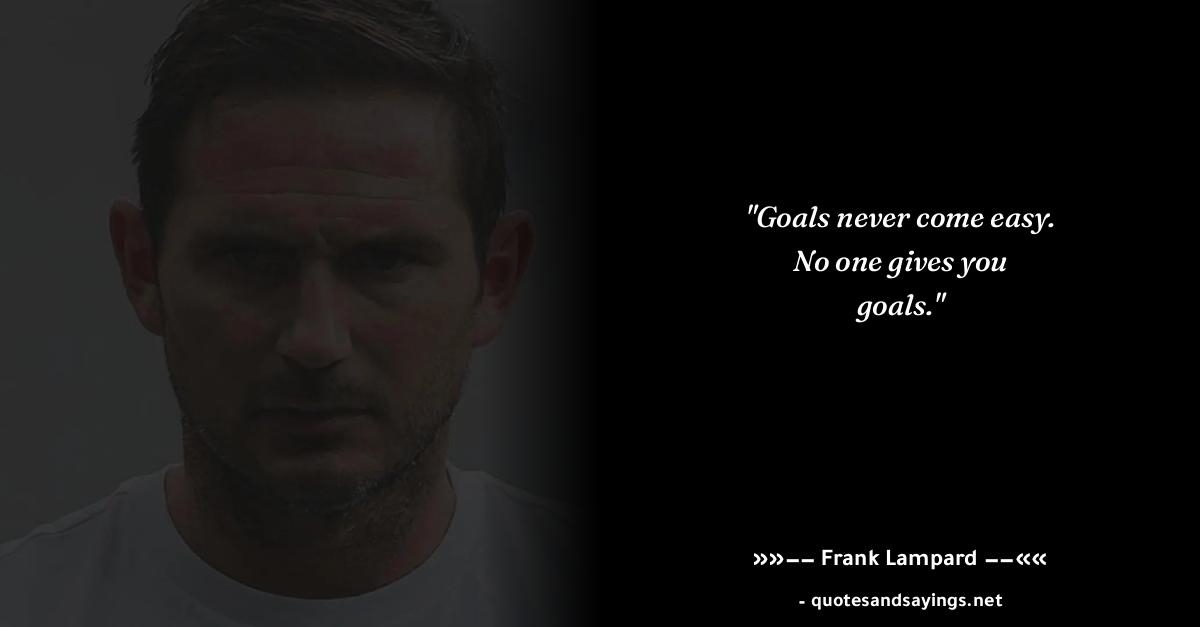 "Goals never come easy.
No one gives you
goals."
»»−− Frank Lampard −−««
- quotesandsayings.net